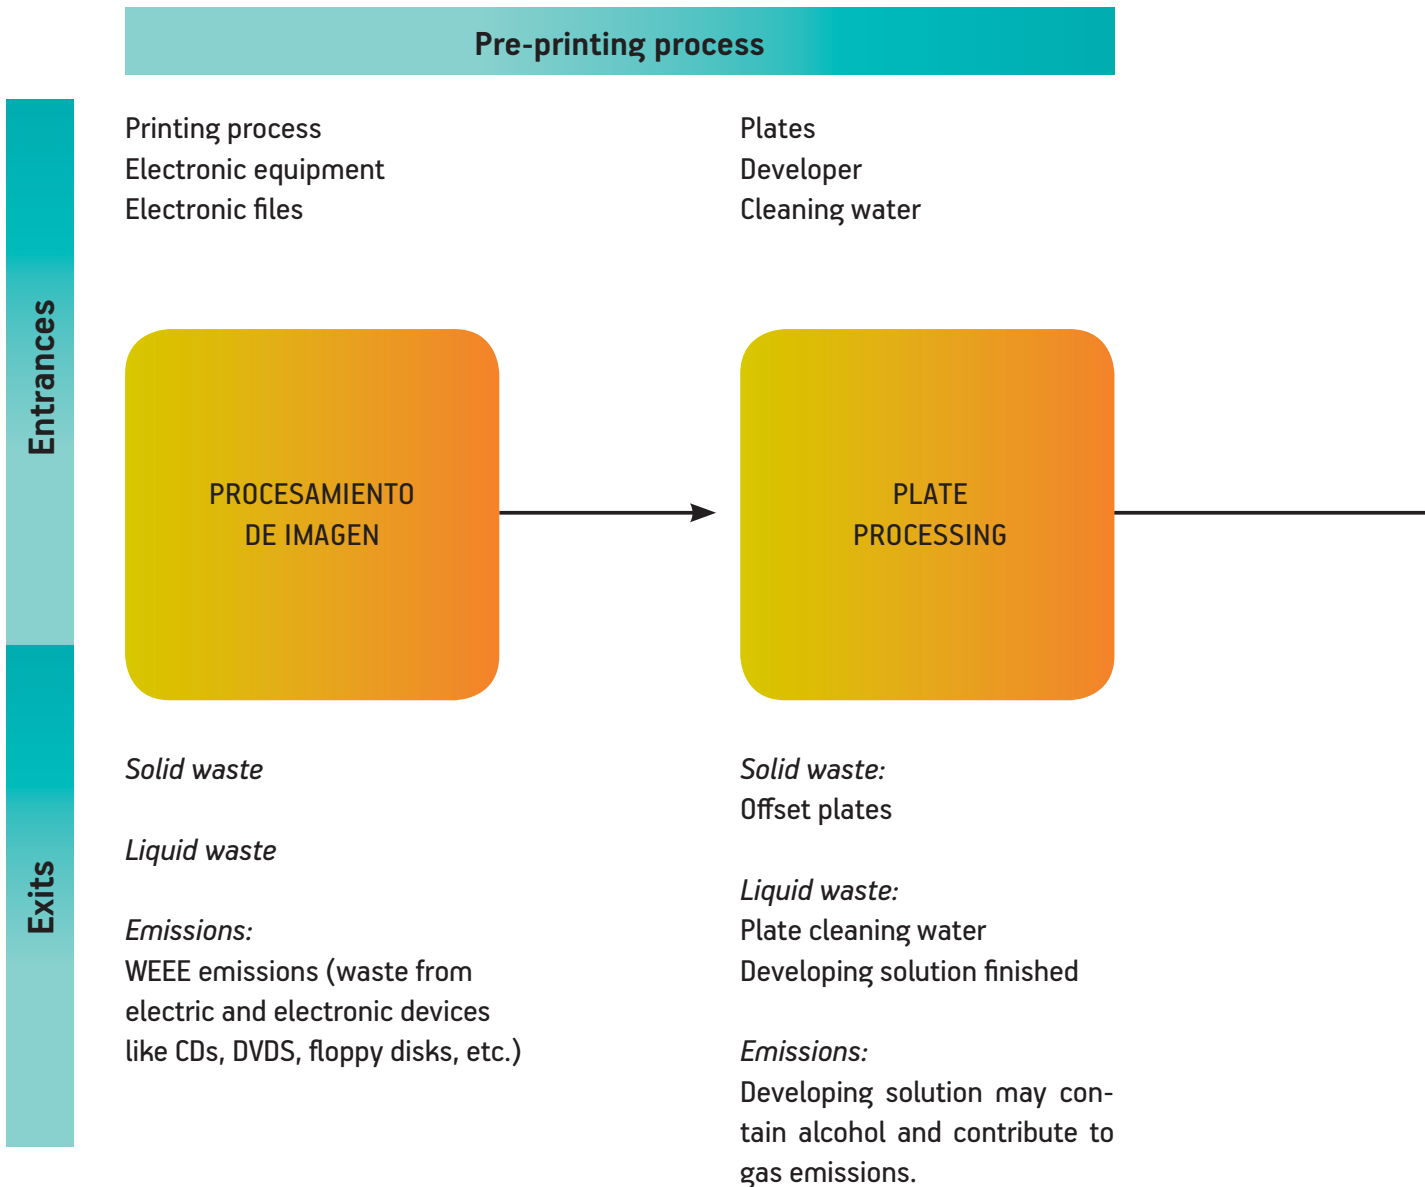 Pre-printing process
Entrances
Printing process
Electronic equipment
Electronic files
Plates
Developer
Cleaning water
PROCESAMIENTO
DE IMAGEN
PLATE
PROCESSING
Exits
Solid waste
Liquid waste
Emissions:
WEEE emissions (waste from
electric and electronic devices
like CDs, DVDS, floppy disks, etc.)
Solid waste:
Offset plates
Liquid waste:
Plate cleaning water
Developing solution finished
Emissions:
Developing solution may con-
tain alcohol and contribute to
gas emissions.